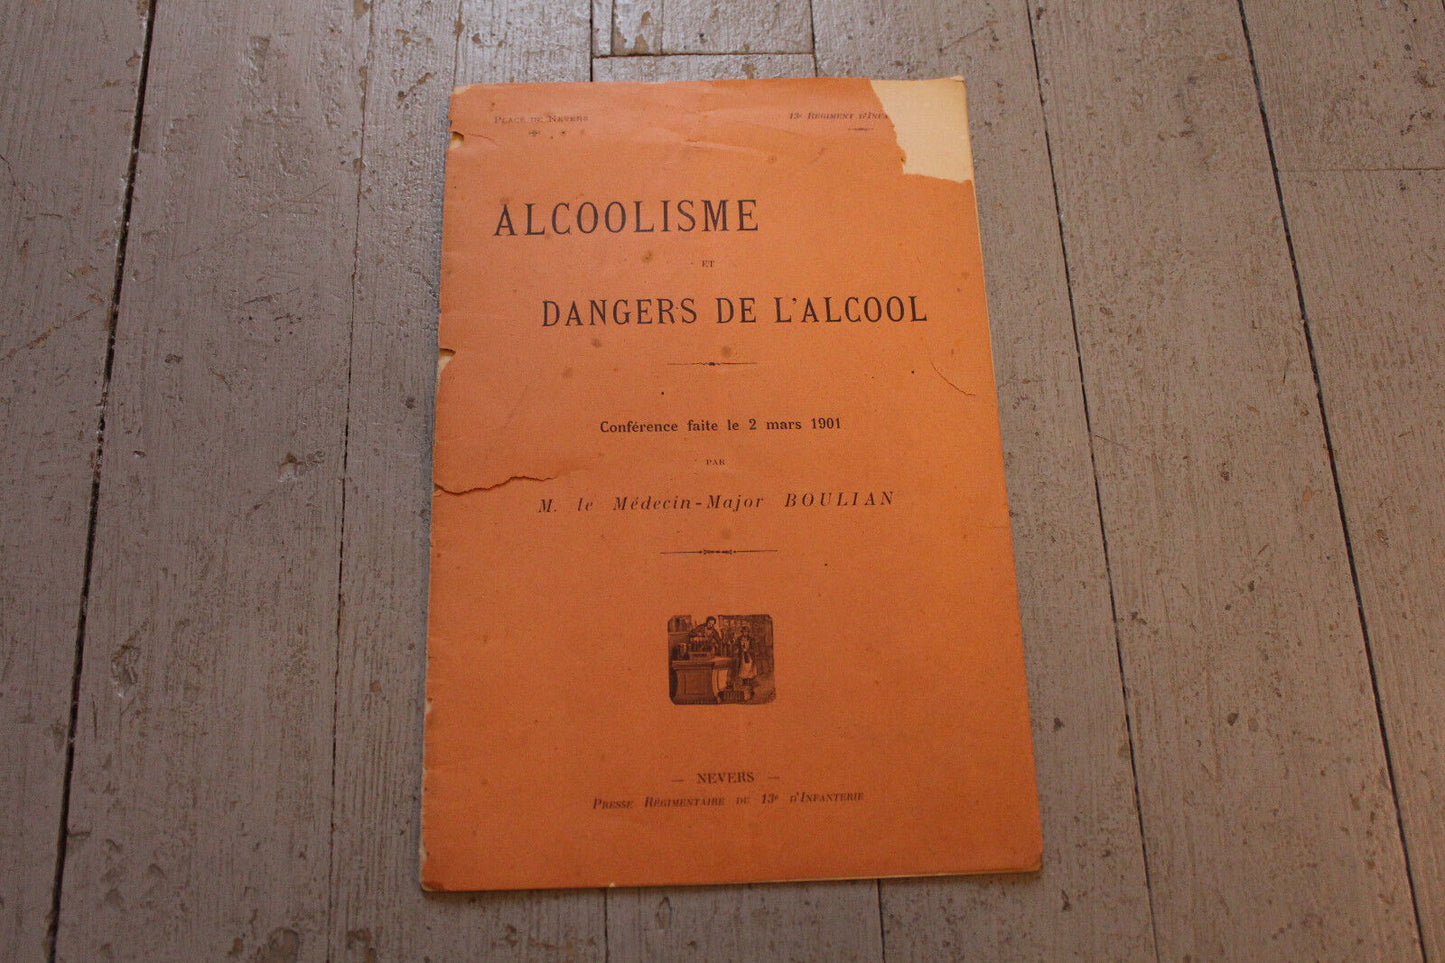 PLACE DE NEVERS
13e RÉGIMENT
ALCOOLISME
ET
DANGERS DE L'ALCOOL
Conférence faite le 2 mars 1901
PAR
M. le Médecin-Major BOULIAN
— NEVERS —
PRESSE RÉGIMENTAIRE DU 13e D'INFANTERIE